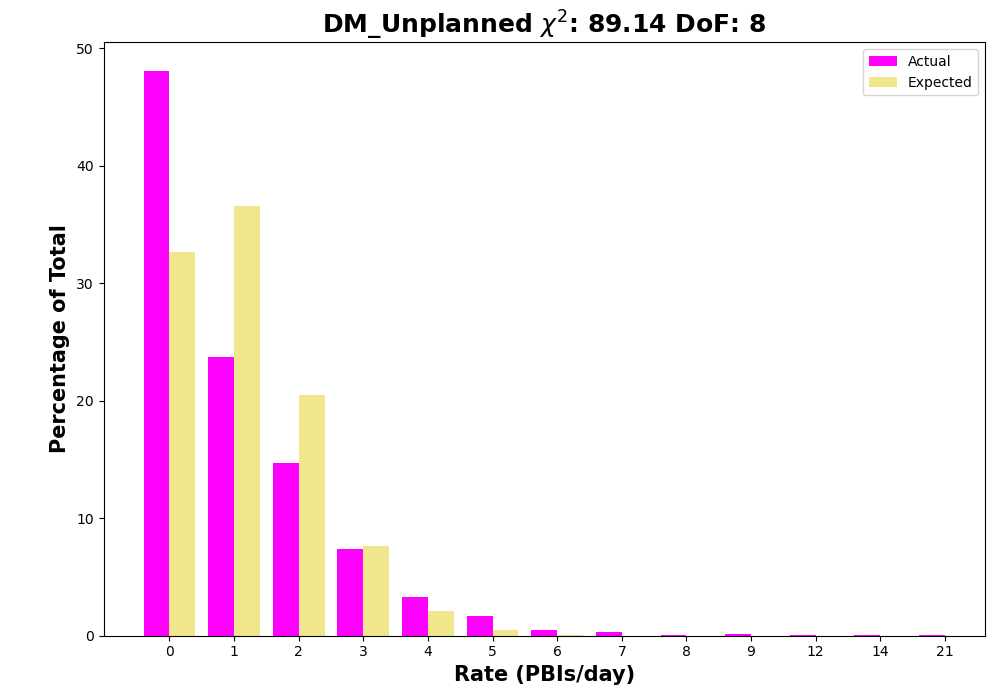 DM_Unplanned χ²: 89.14 DoF: 8
Actual
Expected
50
40
30
20
10
0
Percentage of Total
0 1 2 3 4 5 6 7 8 9 12 14 21
Rate (PBIs/day)